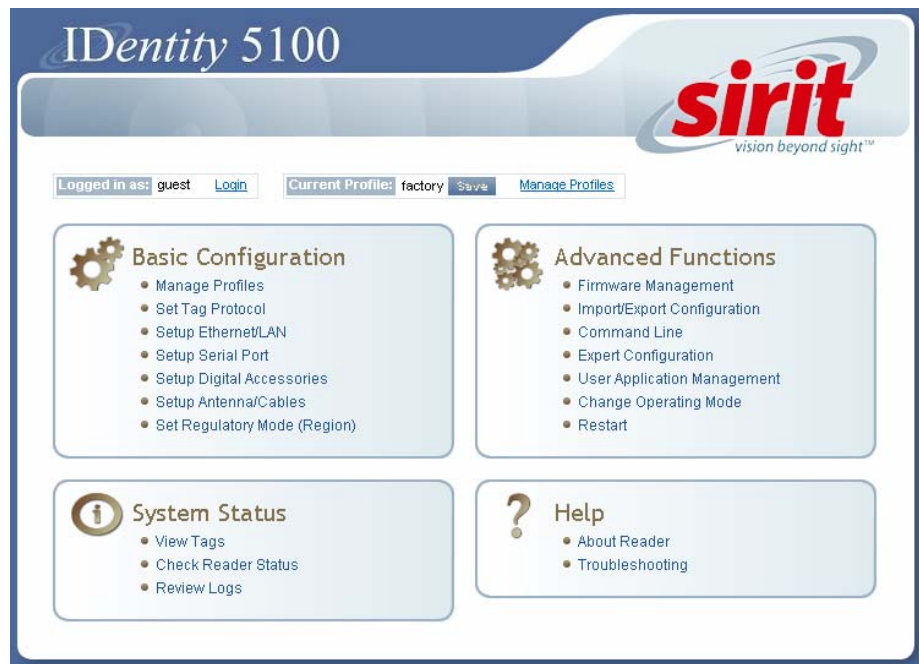 IDentity 5100
sirit
vision beyond sight™
Logged in as: guest Login Current Profile: factory Save Manage Profiles
Basic Configuration
Manage Profiles
Set Tag Protocol
Setup Ethernet/LAN
Setup Serial Port
Setup Digital Accessories
Setup Antenna/Cables
Set Regulatory Mode (Region)
Advanced Functions
Firmware Management
Import/Export Configuration
Command Line
Expert Configuration
User Application Management
Change Operating Mode
Restart
System Status
View Tags
Check Reader Status
Review Logs
Help
About Reader
Troubleshooting